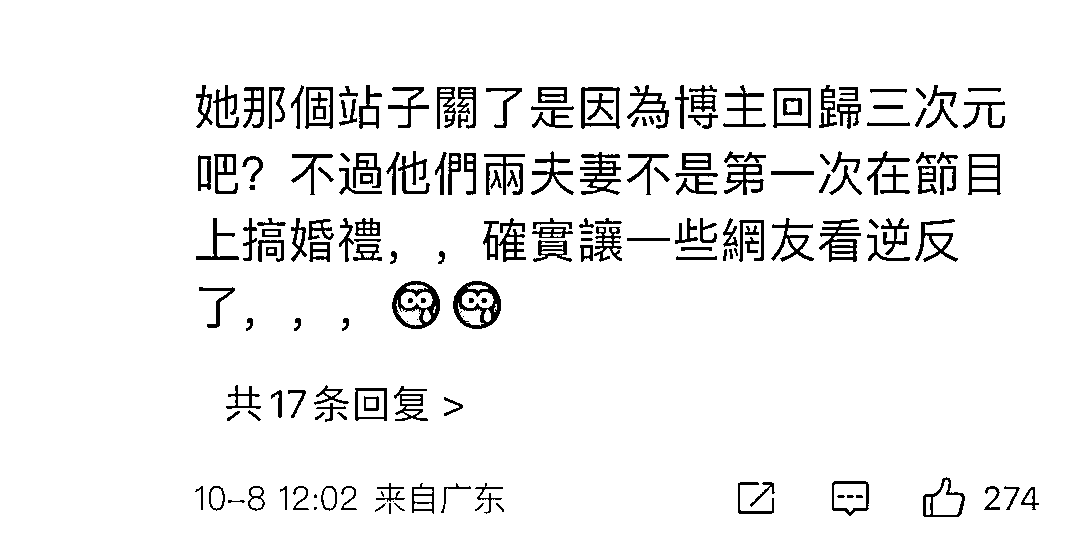 她那個站子關了是因為博主回歸三次元
吧？不過他們兩夫妻不是第一次在節目
上搞婚禮，，確實讓一些網友看逆反
了，，，
共17条回复 >
10-8 12:02 来自广东
274